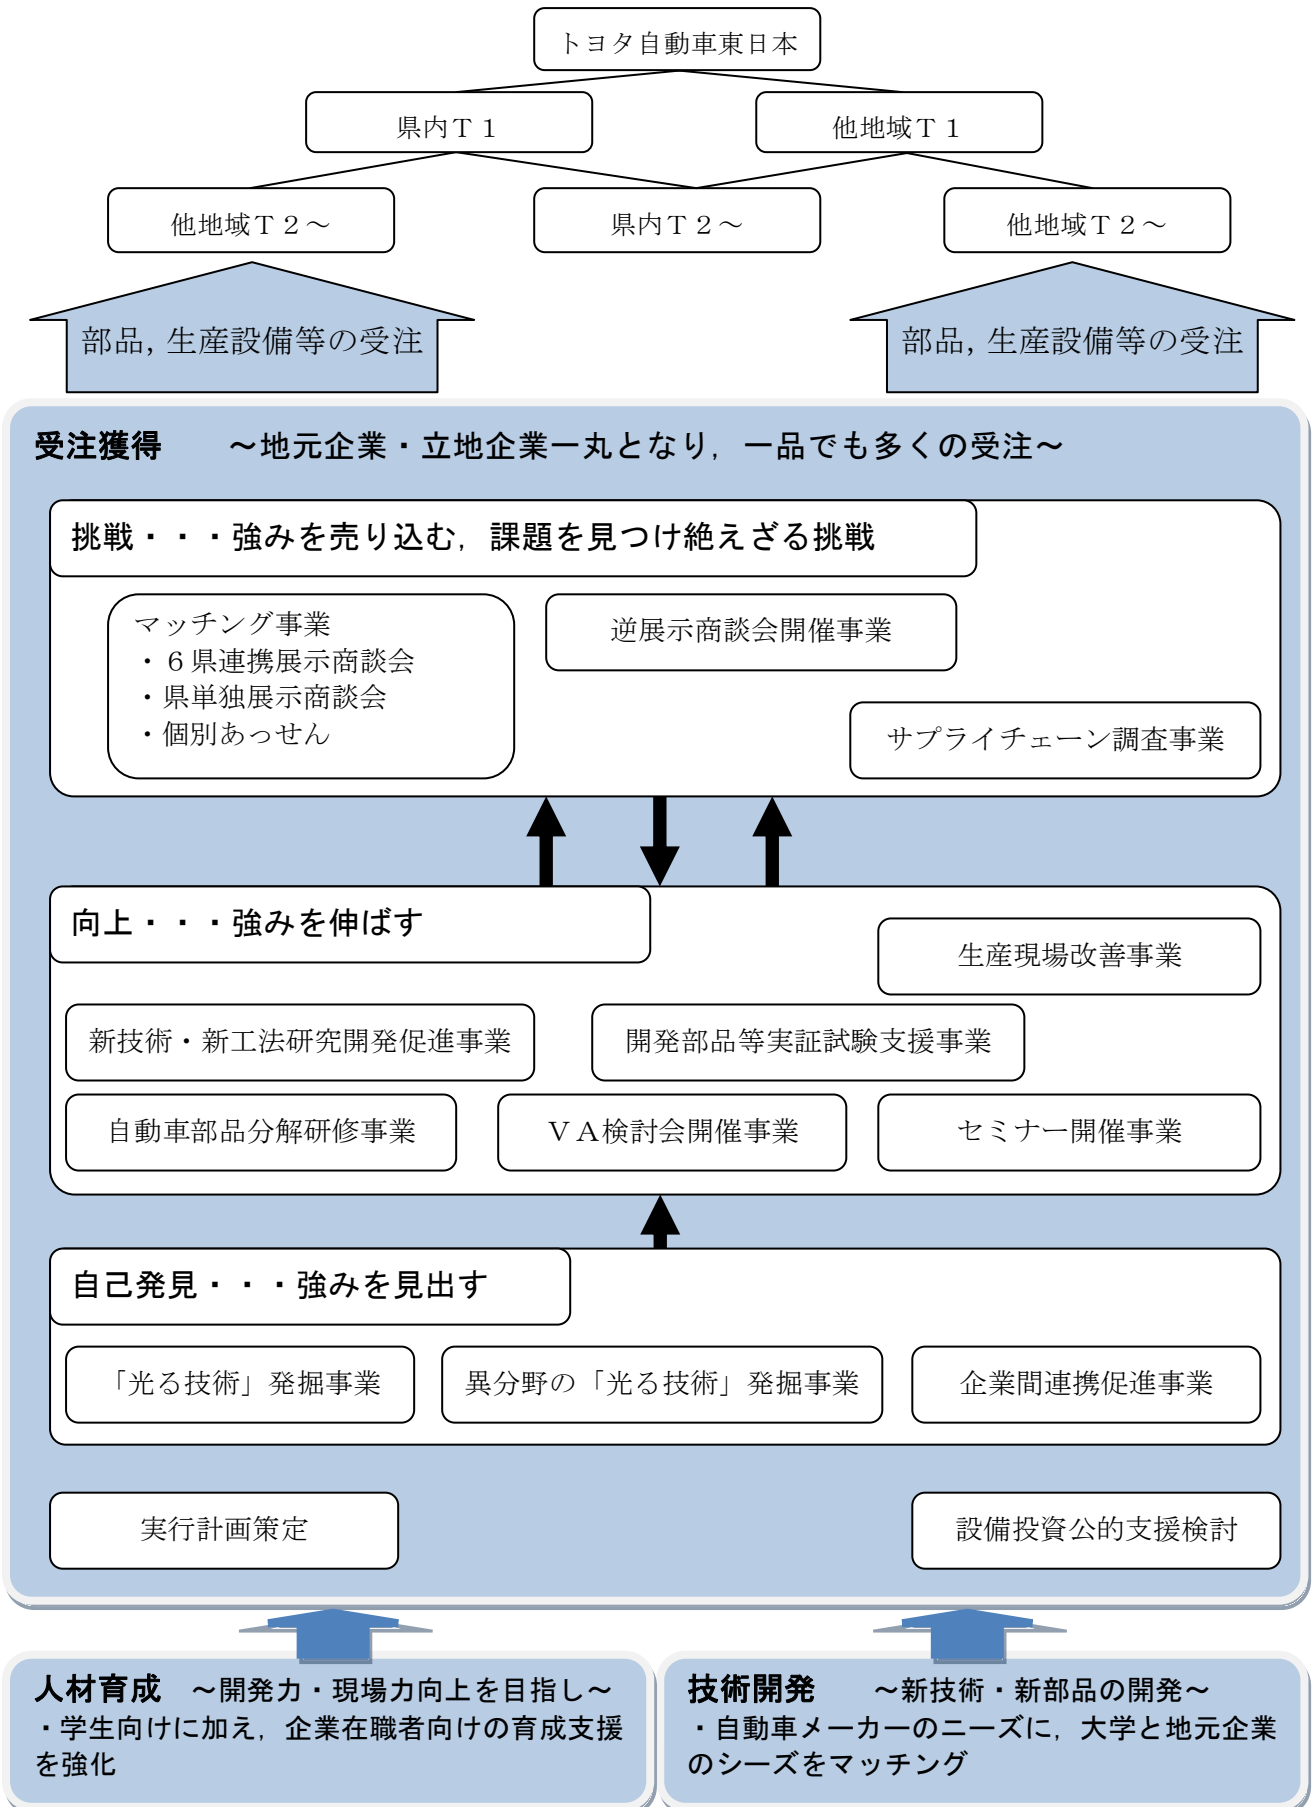 トヨタ自動車東日本
県内Ｔ１
他地域Ｔ１
他地域Ｔ２～
県内Ｔ２～
他地域Ｔ２～
部品，生産設備等の受注
部品，生産設備等の受注
受注獲得　　～地元企業・立地企業一丸となり，一品でも多くの受注～
挑戦・・・強みを売り込む，課題を見つけ絶えざる挑戦
マッチング事業
・６県連携展示商談会
・県単独展示商談会
・個別あっせん
逆展示商談会開催事業
サプライチェーン調査事業
向上・・・強みを伸ばす
生産現場改善事業
新技術・新工法研究開発促進事業
開発部品等実証試験支援事業
自動車部品分解研修事業
ＶＡ検討会開催事業
セミナー開催事業
自己発見・・・強みを見出す
「光る技術」発掘事業
異分野の「光る技術」発掘事業
企業間連携促進事業
実行計画策定
設備投資公的支援検討
人材育成　～開発力・現場力向上を目指し～
・学生向けに加え，企業在職者向けの育成支援
を強化
技術開発　　～新技術・新部品の開発～
・自動車メーカーのニーズに，大学と地元企業
のシーズをマッチング